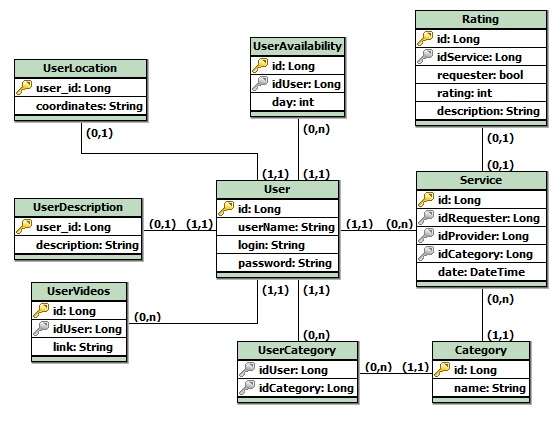 Rating
id: Long
idService: Long
requester: bool
rating: int
description: String
(0,1)
UserAvailability
id: Long
idUser: Long
day: int
(0,n)
UserLocation
user_id: Long
coordinates: String
(0,1)
(1,1)
(1,1)
(0,1)
User
id: Long
userName: String
login: String
password: String
(1,1)
(1,1)
Service
id: Long
idRequester: Long
idProvider: Long
idCategory: Long
date: DateTime
(0,n)
UserDescription
user_id: Long
description: String
(0,1)
(1,1)
(1,1)
(0,n)
UserVideos
id: Long
idUser: Long
link: String
(0,n)
(0,n)
UserCategory
idUser: Long
idCategory: Long
(0,n)
(1,1)
(1,1)
Category
id: Long
name: String